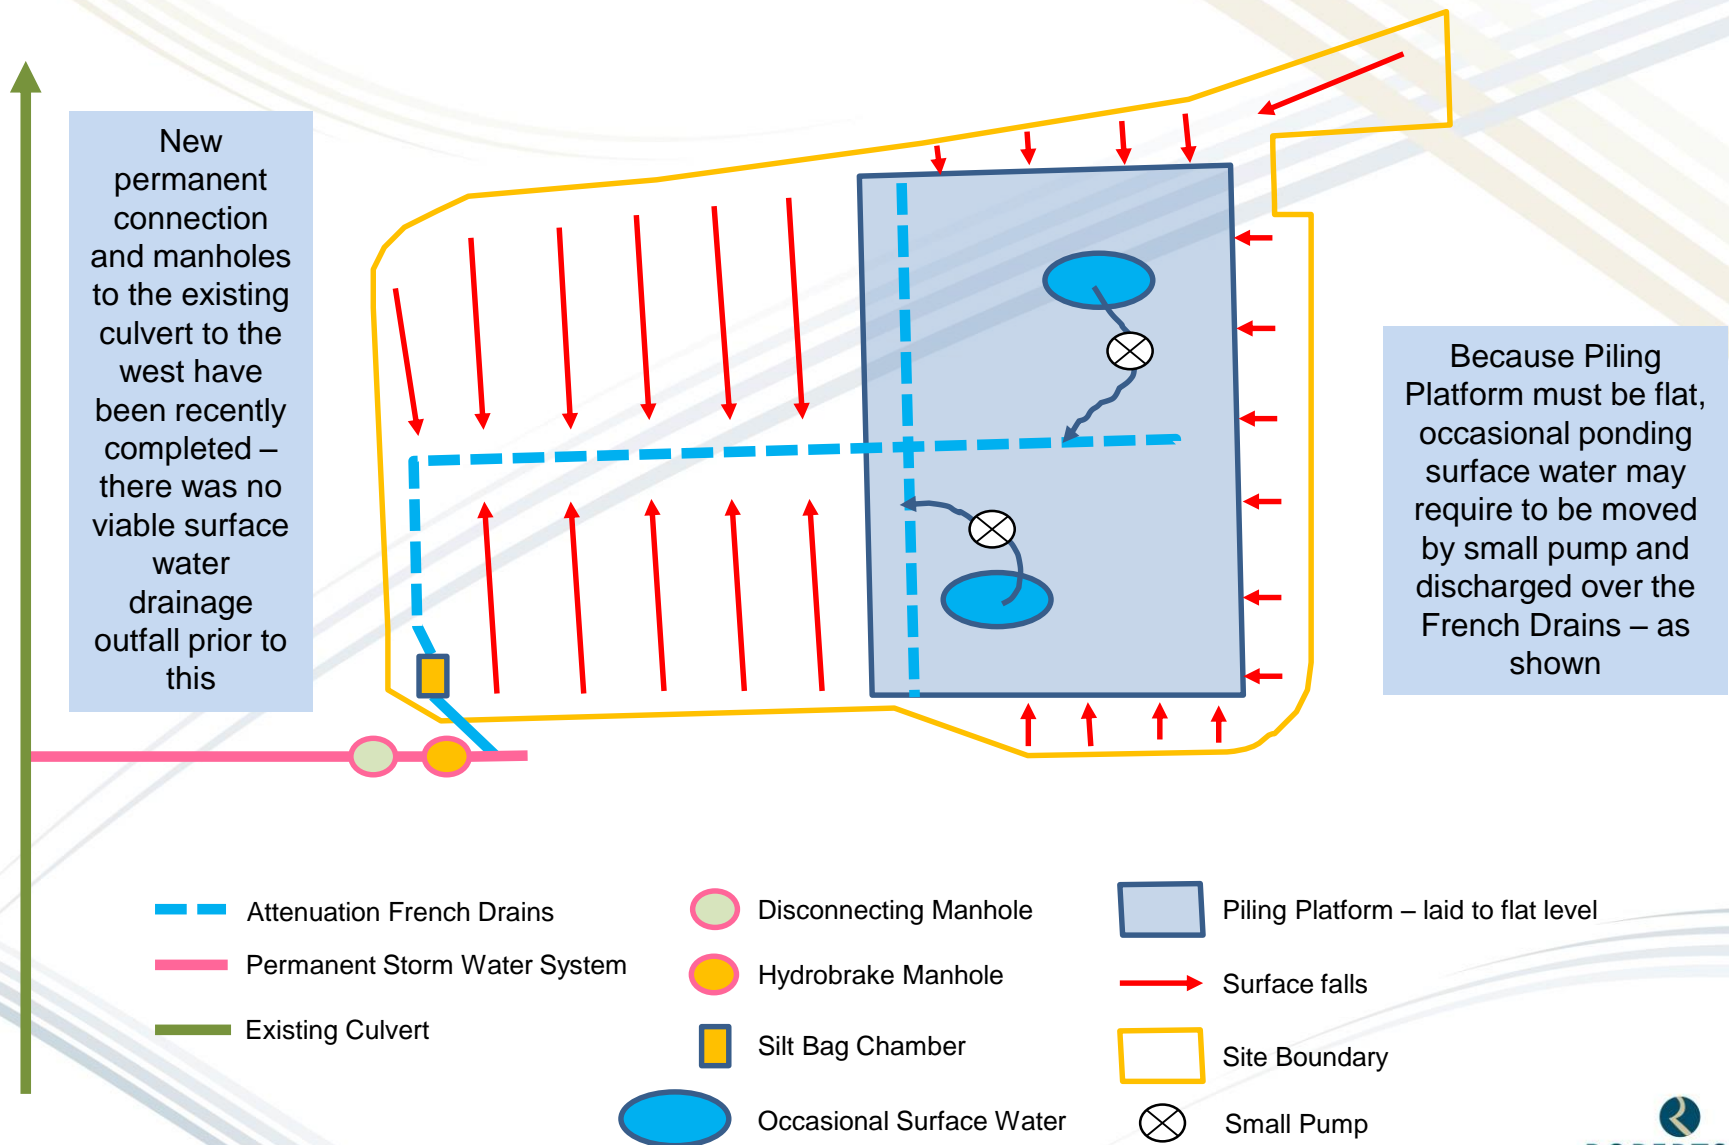 New
permanent
connection
and manholes
to the existing
culvert to the
west have
been recently
completed –
there was no
viable surface
water
drainage
outfall prior to
this
Because Piling
Platform must be flat,
occasional ponding
surface water may
require to be moved
by small pump and
discharged over the
French Drains – as
shown
Attenuation French Drains
Permanent Storm Water System
Existing Culvert
Disconnecting Manhole
Hydrobrake Manhole
Silt Bag Chamber
Occasional Surface Water
Piling Platform – laid to flat level
Surface falls
Site Boundary
Small Pump